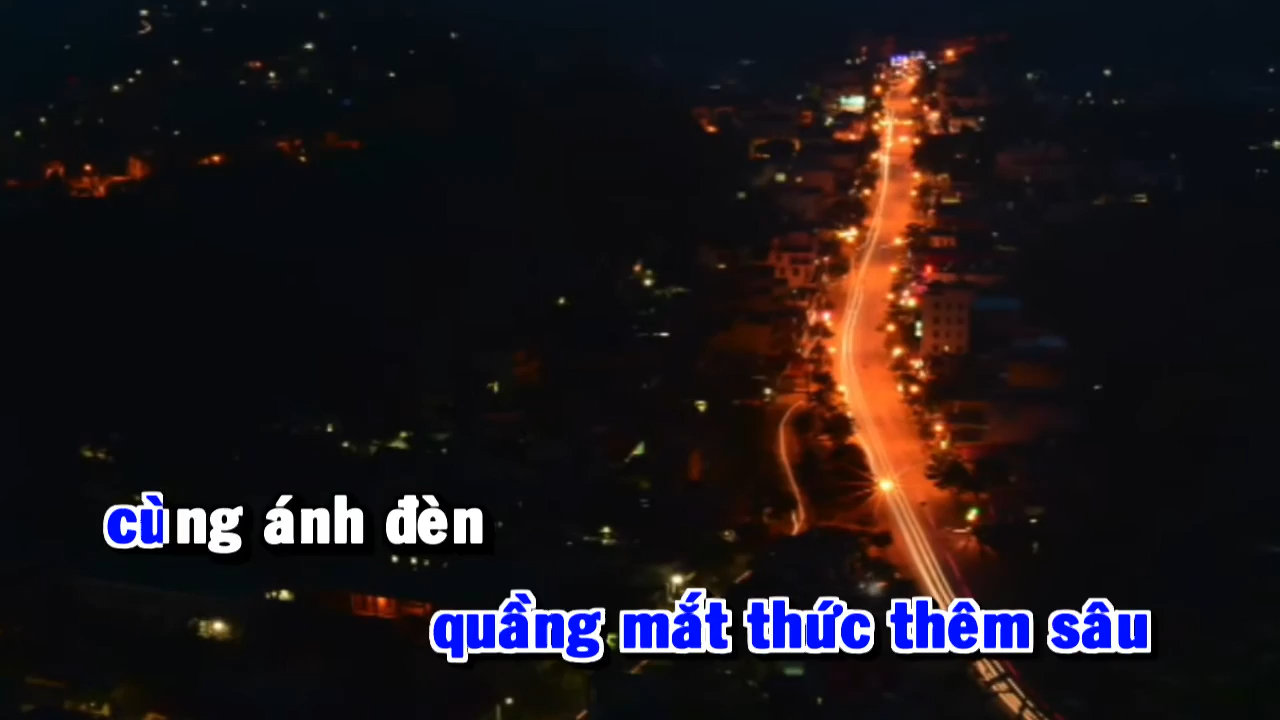 cùng ánh đèn
quầng mắt thức thêm sâu